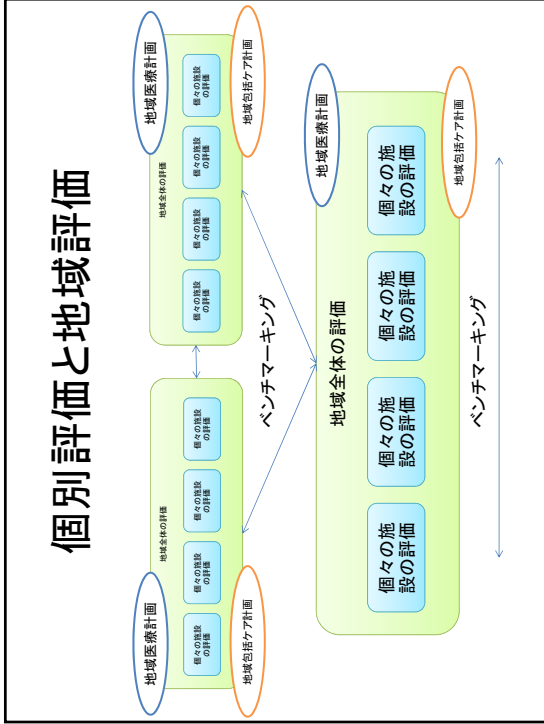 個別評価と地域評価
地域医療計画
地域全体の評価
個々の施設
の評価
個々の施設
の評価
個々の施設
の評価
個々の施設
の評価
地域包括ケア計画
地域医療計画
地域全体の評価
個々の施設
の評価
個々の施設
の評価
個々の施設
の評価
個々の施設
の評価
地域包括ケア計画
ベンチマーキング
地域全体の評価
地域医療計画
個々の施
設の評価
個々の施
設の評価
個々の施
設の評価
個々の施
設の評価
地域包括ケア計画
ベンチマーキング